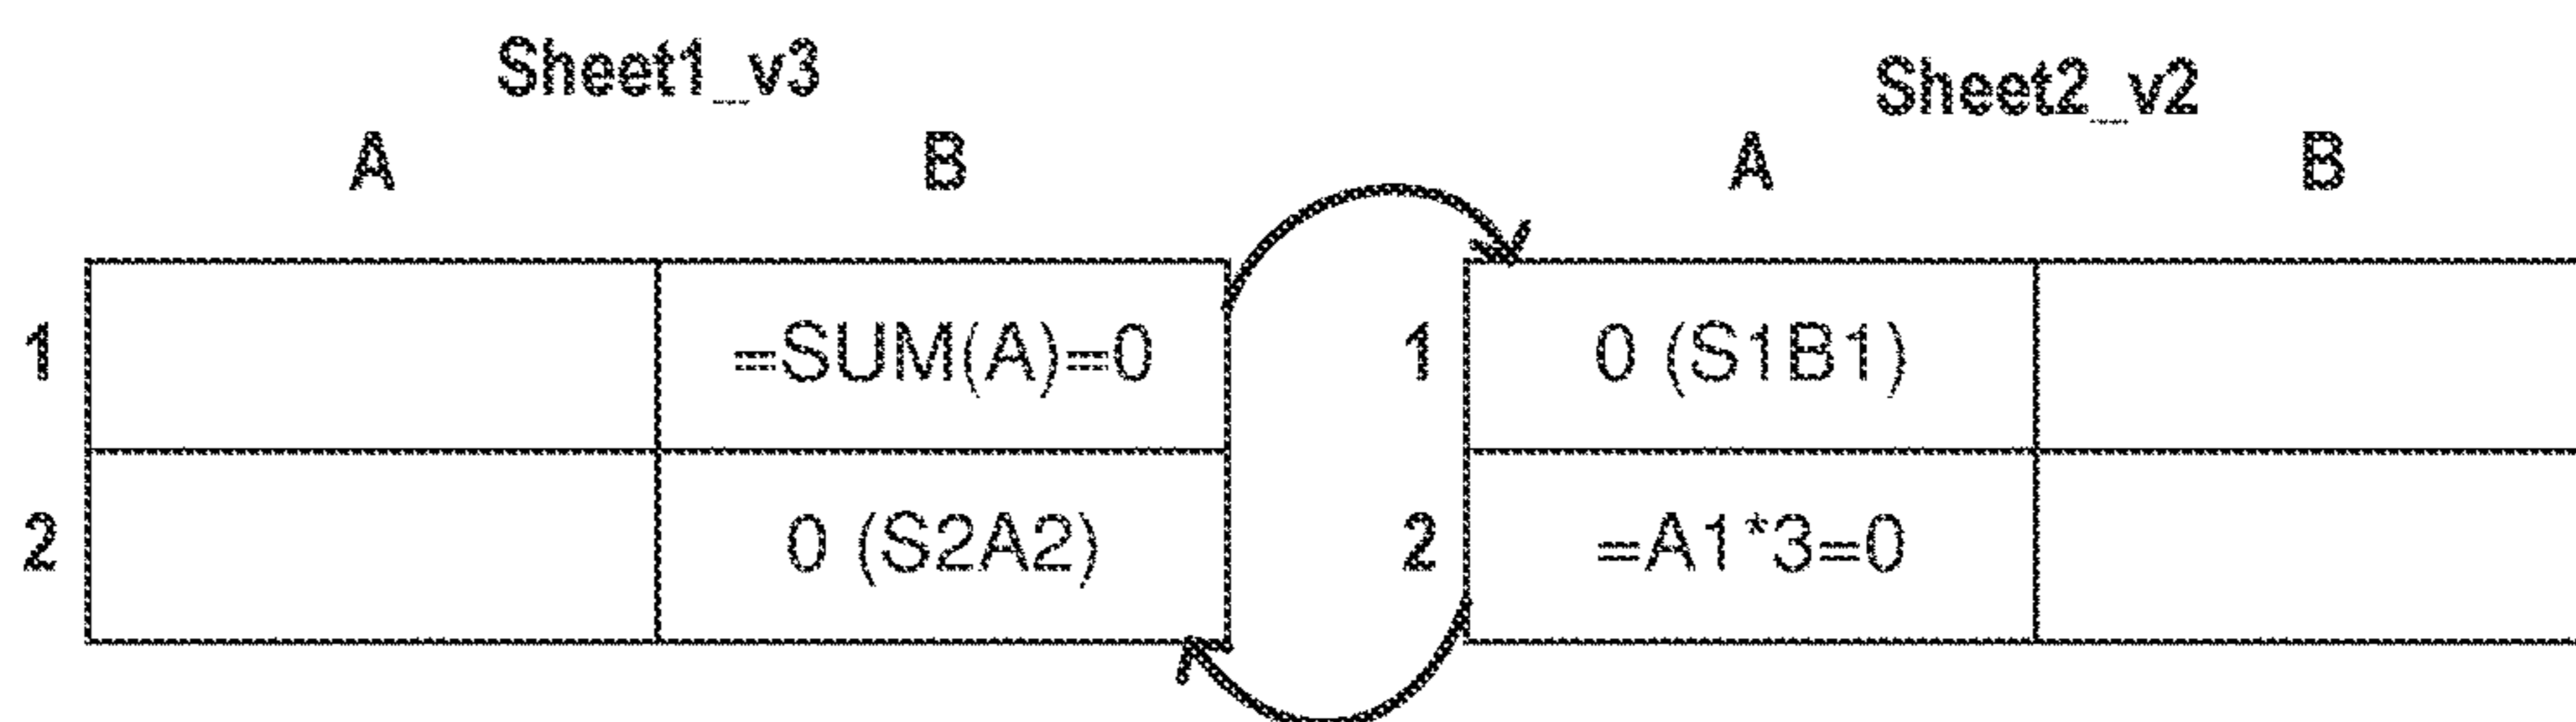 Sheet1_v3 Sheet2_v2
A B A B
1 =SUM(A)=0 1 0 (S1B1)
2 0 (S2A2) 2 =A1*3=0